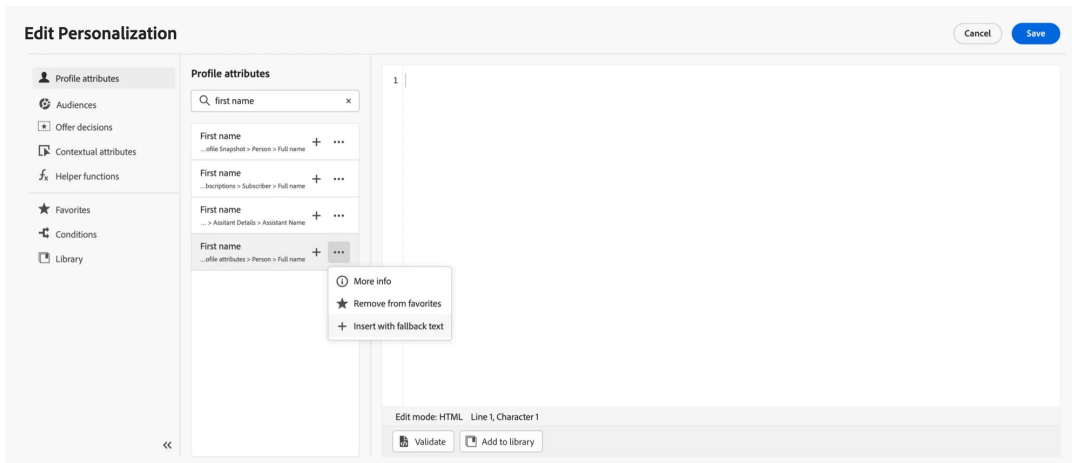 Edit Personalization
Cancel
Save
Profile attributes
Audiences
Offer decisions
Contextual attributes
fx Helper functions
Favorites
Conditions
Library
Profile attributes
first name
First name
...ofile Snapshot > Person > Full name
First name
...bscriptions > Subscriber > Full name
First name
... > Assitant Details > Assistant Name
First name
...ofile attributes > Person > Full name
More info
Remove from favorites
Insert with fallback text
1
Edit mode: HTML Line 1, Character 1
Validate
Add to library